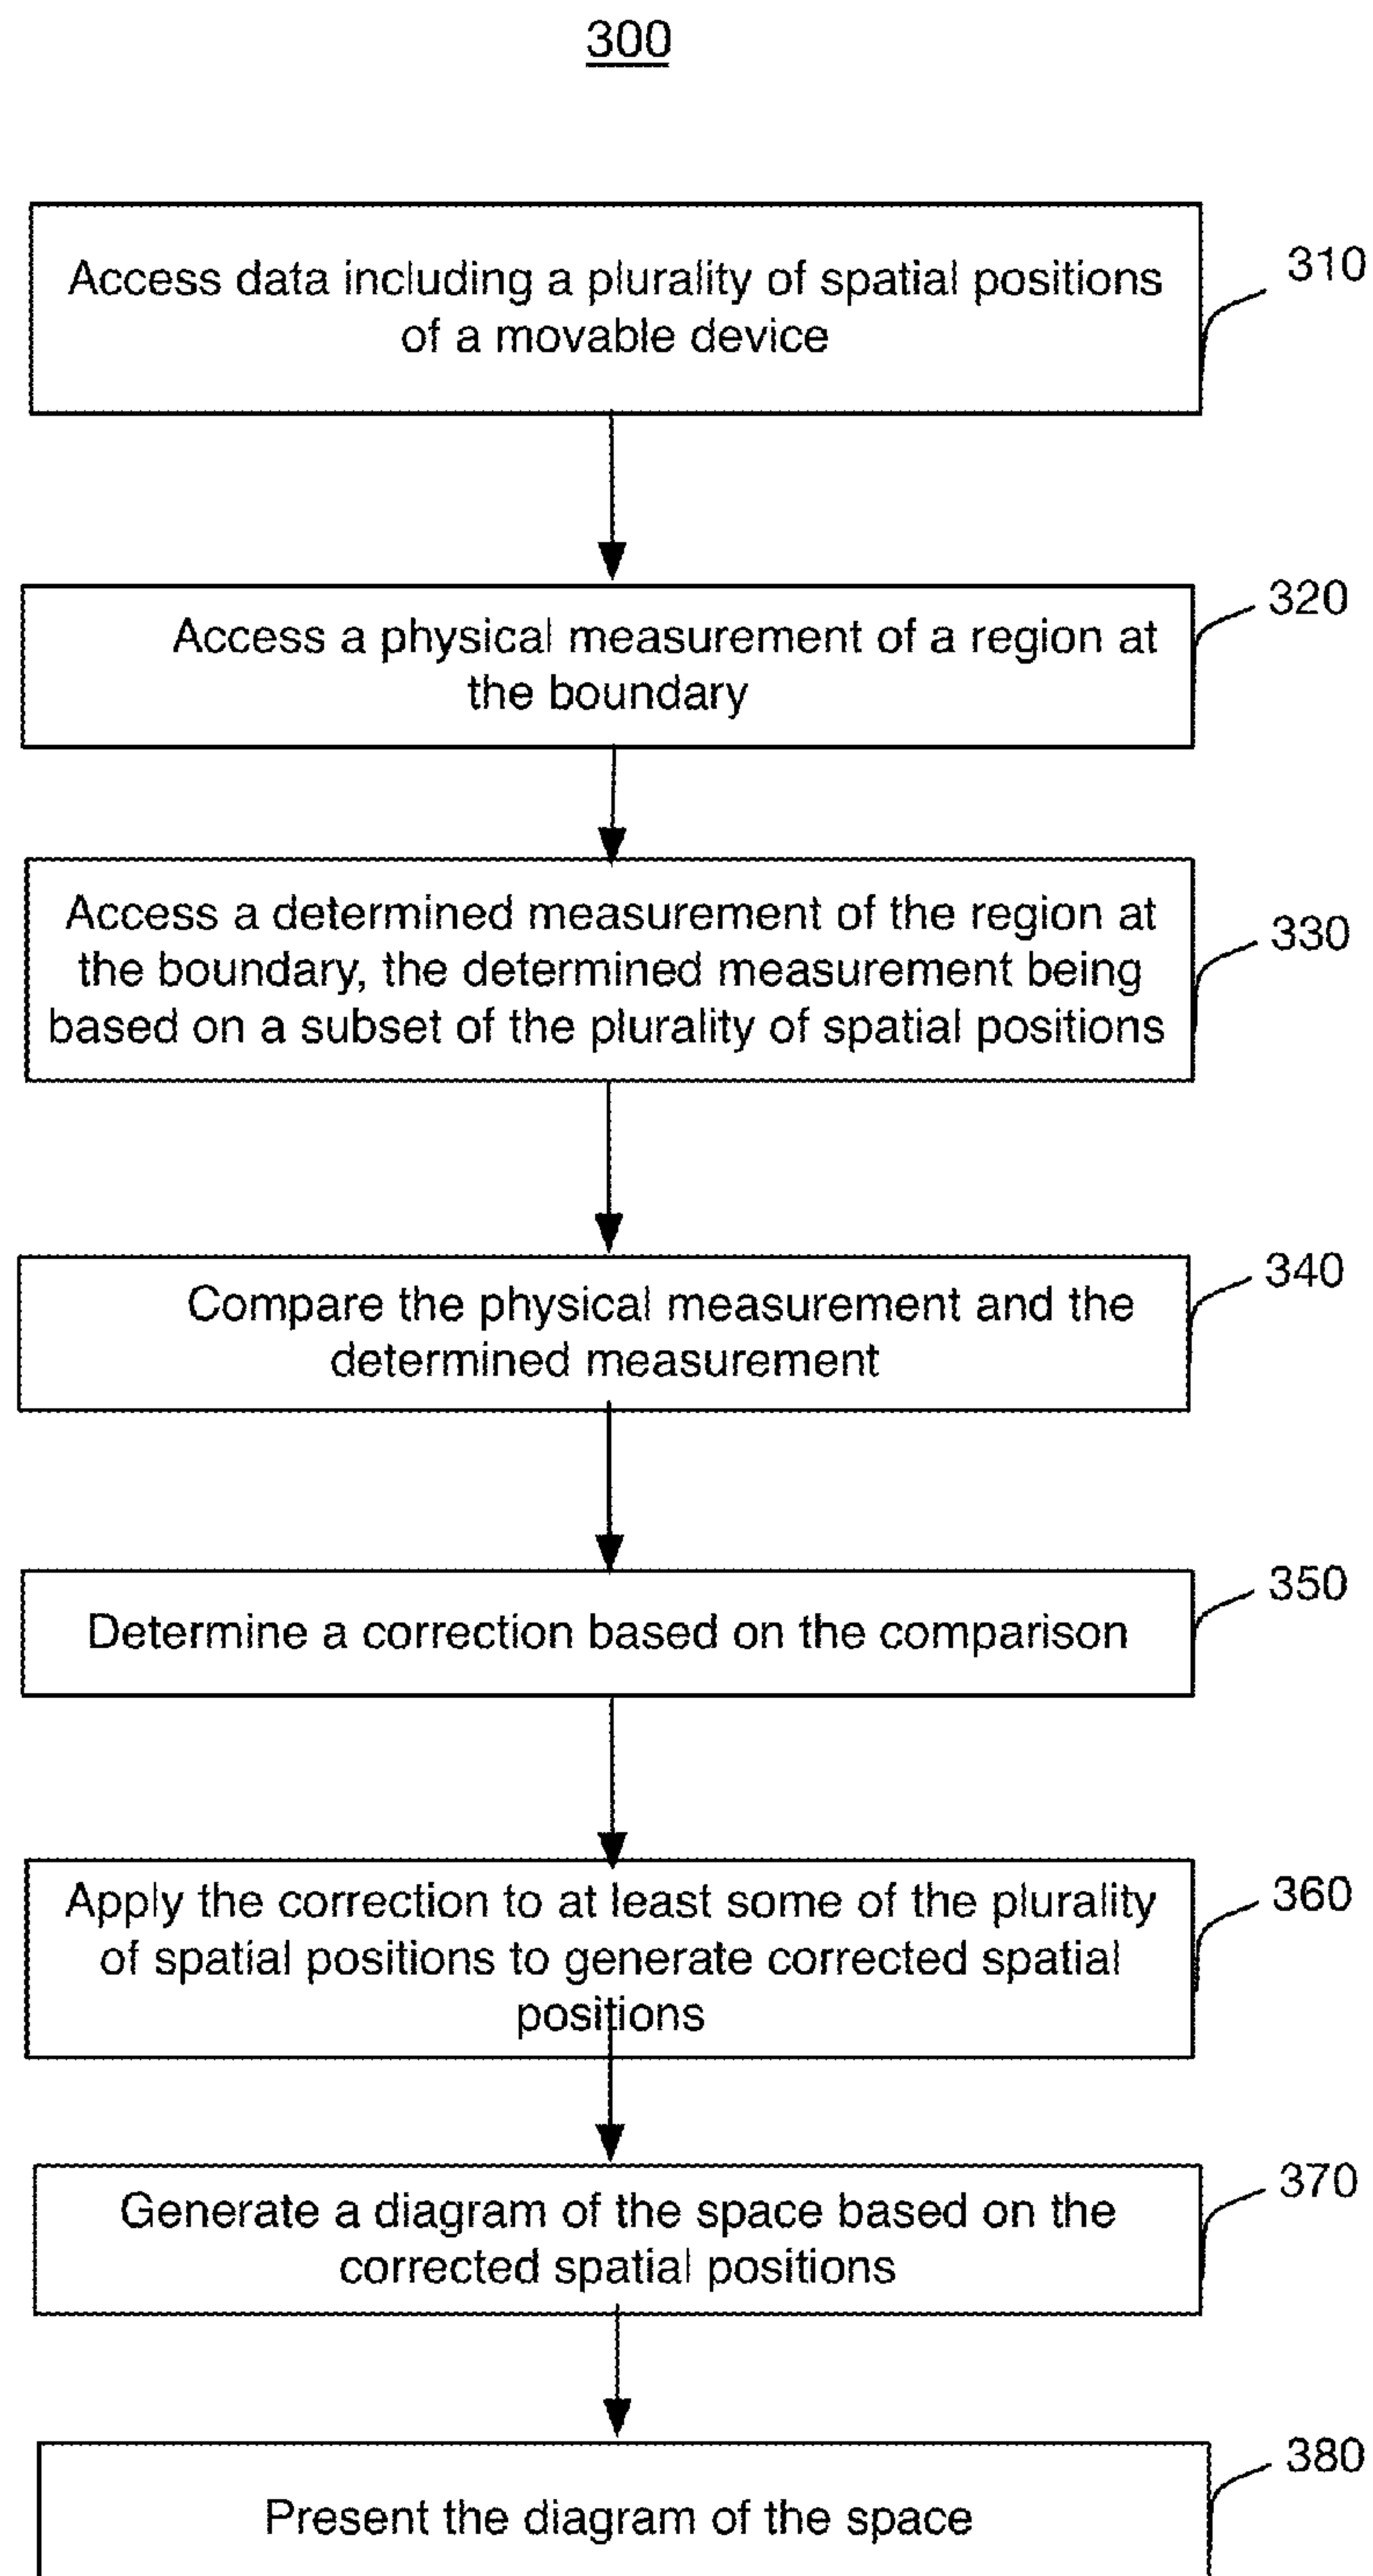 300
Access data including a plurality of spatial positions
of a movable device
310
Access a physical measurement of a region at
the boundary
320
Access a determined measurement of the region at
the boundary, the determined measurement being
based on a subset of the plurality of spatial positions
330
Compare the physical measurement and the
determined measurement
340
Determine a correction based on the comparison
350
Apply the correction to at least some of the plurality
of spatial positions to generate corrected spatial
positions
360
Generate a diagram of the space based on the
corrected spatial positions
370
Present the diagram of the space
380